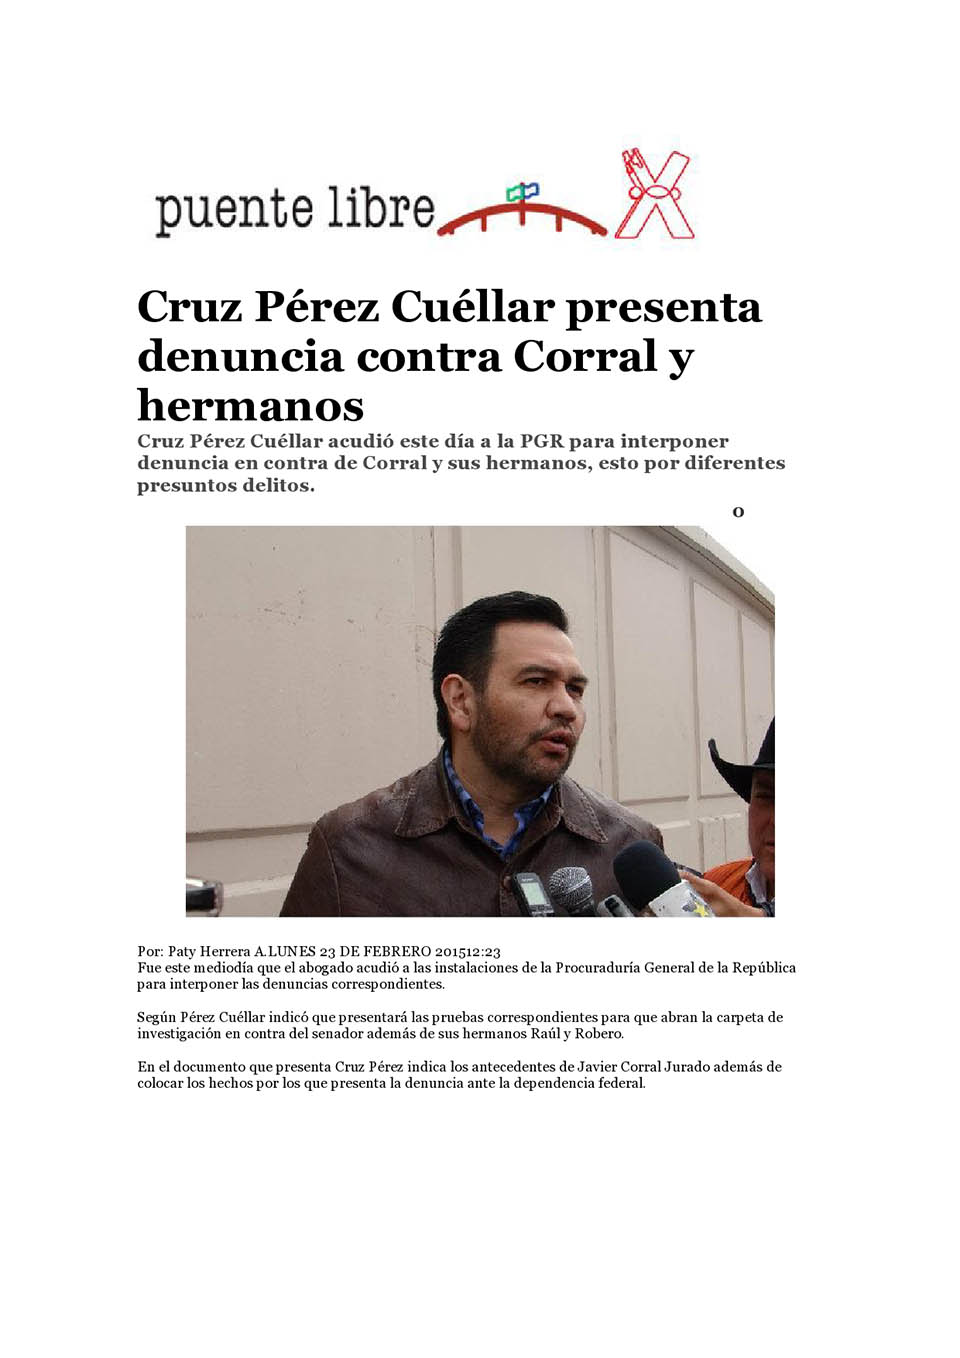 puente libre
Cruz Pérez Cuéllar presenta
denuncia contra Corral y
hermanos
Cruz Pérez Cuéllar acudió este día a la PGR para interponer
denuncia en contra de Corral y sus hermanos, esto por diferentes
presuntos delitos.
0
Por: Paty Herrera A.LUNES 23 DE FEBRERO 201512:23
Fue este mediodía que el abogado acudió a las instalaciones de la Procuraduría General de la República
para interponer las denuncias correspondientes.
Según Pérez Cuéllar indicó que presentará las pruebas correspondientes para que abran la carpeta de
investigación en contra del senador además de sus hermanos Raúl y Robero.
En el documento que presenta Cruz Pérez indica los antecedentes de Javier Corral Jurado además de
colocar los hechos por los que presenta la denuncia ante la dependencia federal.